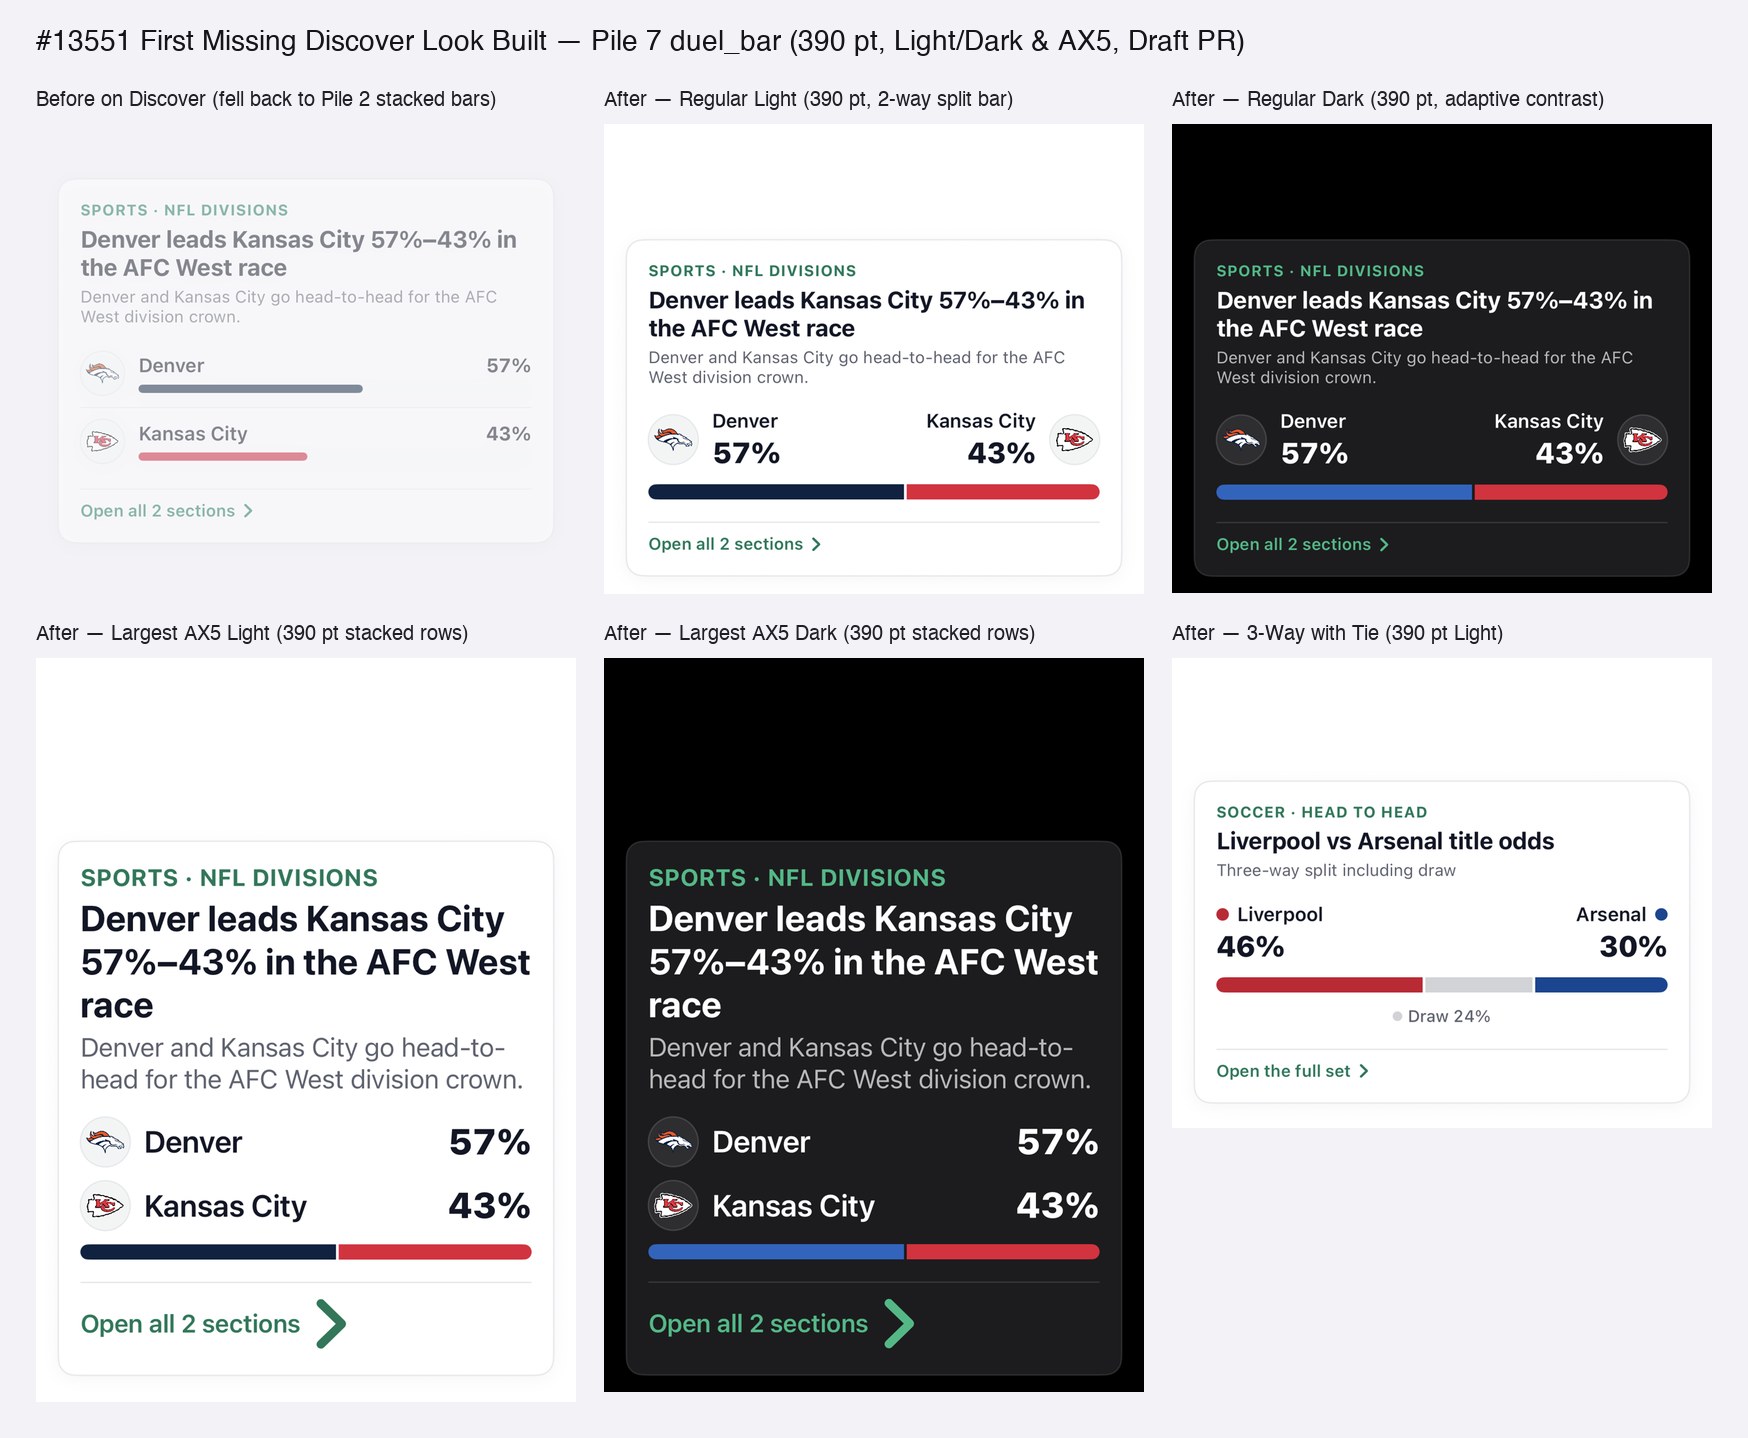 #13551 First Missing Discover Look Built — Pile 7 duel_bar (390 pt, Light/Dark & AX5, Draft PR)
Before on Discover (fell back to Pile 2 stacked bars)
SPORTS · NFL DIVISIONS
Denver leads Kansas City 57%–43% in
the AFC West race
Denver and Kansas City go head-to-head for the AFC
West division crown.
Denver 57%
Kansas City 43%
Open all 2 sections
After — Regular Light (390 pt, 2-way split bar)
SPORTS · NFL DIVISIONS
Denver leads Kansas City 57%–43% in
the AFC West race
Denver and Kansas City go head-to-head for the AFC
West division crown.
Denver Kansas City
57% 43%
Open all 2 sections
After — Regular Dark (390 pt, adaptive contrast)
SPORTS · NFL DIVISIONS
Denver leads Kansas City 57%–43% in
the AFC West race
Denver and Kansas City go head-to-head for the AFC
West division crown.
Denver Kansas City
57% 43%
Open all 2 sections
After — Largest AX5 Light (390 pt stacked rows)
SPORTS · NFL DIVISIONS
Denver leads Kansas City
57%–43% in the AFC West
race
Denver and Kansas City go head-to-
head for the AFC West division crown.
Denver 57%
Kansas City 43%
Open all 2 sections
After — Largest AX5 Dark (390 pt stacked rows)
SPORTS · NFL DIVISIONS
Denver leads Kansas City
57%–43% in the AFC West
race
Denver and Kansas City go head-to-
head for the AFC West division crown.
Denver 57%
Kansas City 43%
Open all 2 sections
After — 3-Way with Tie (390 pt Light)
SOCCER · HEAD TO HEAD
Liverpool vs Arsenal title odds
Three-way split including draw
Liverpool Arsenal
46% 30%
Draw 24%
Open the full set